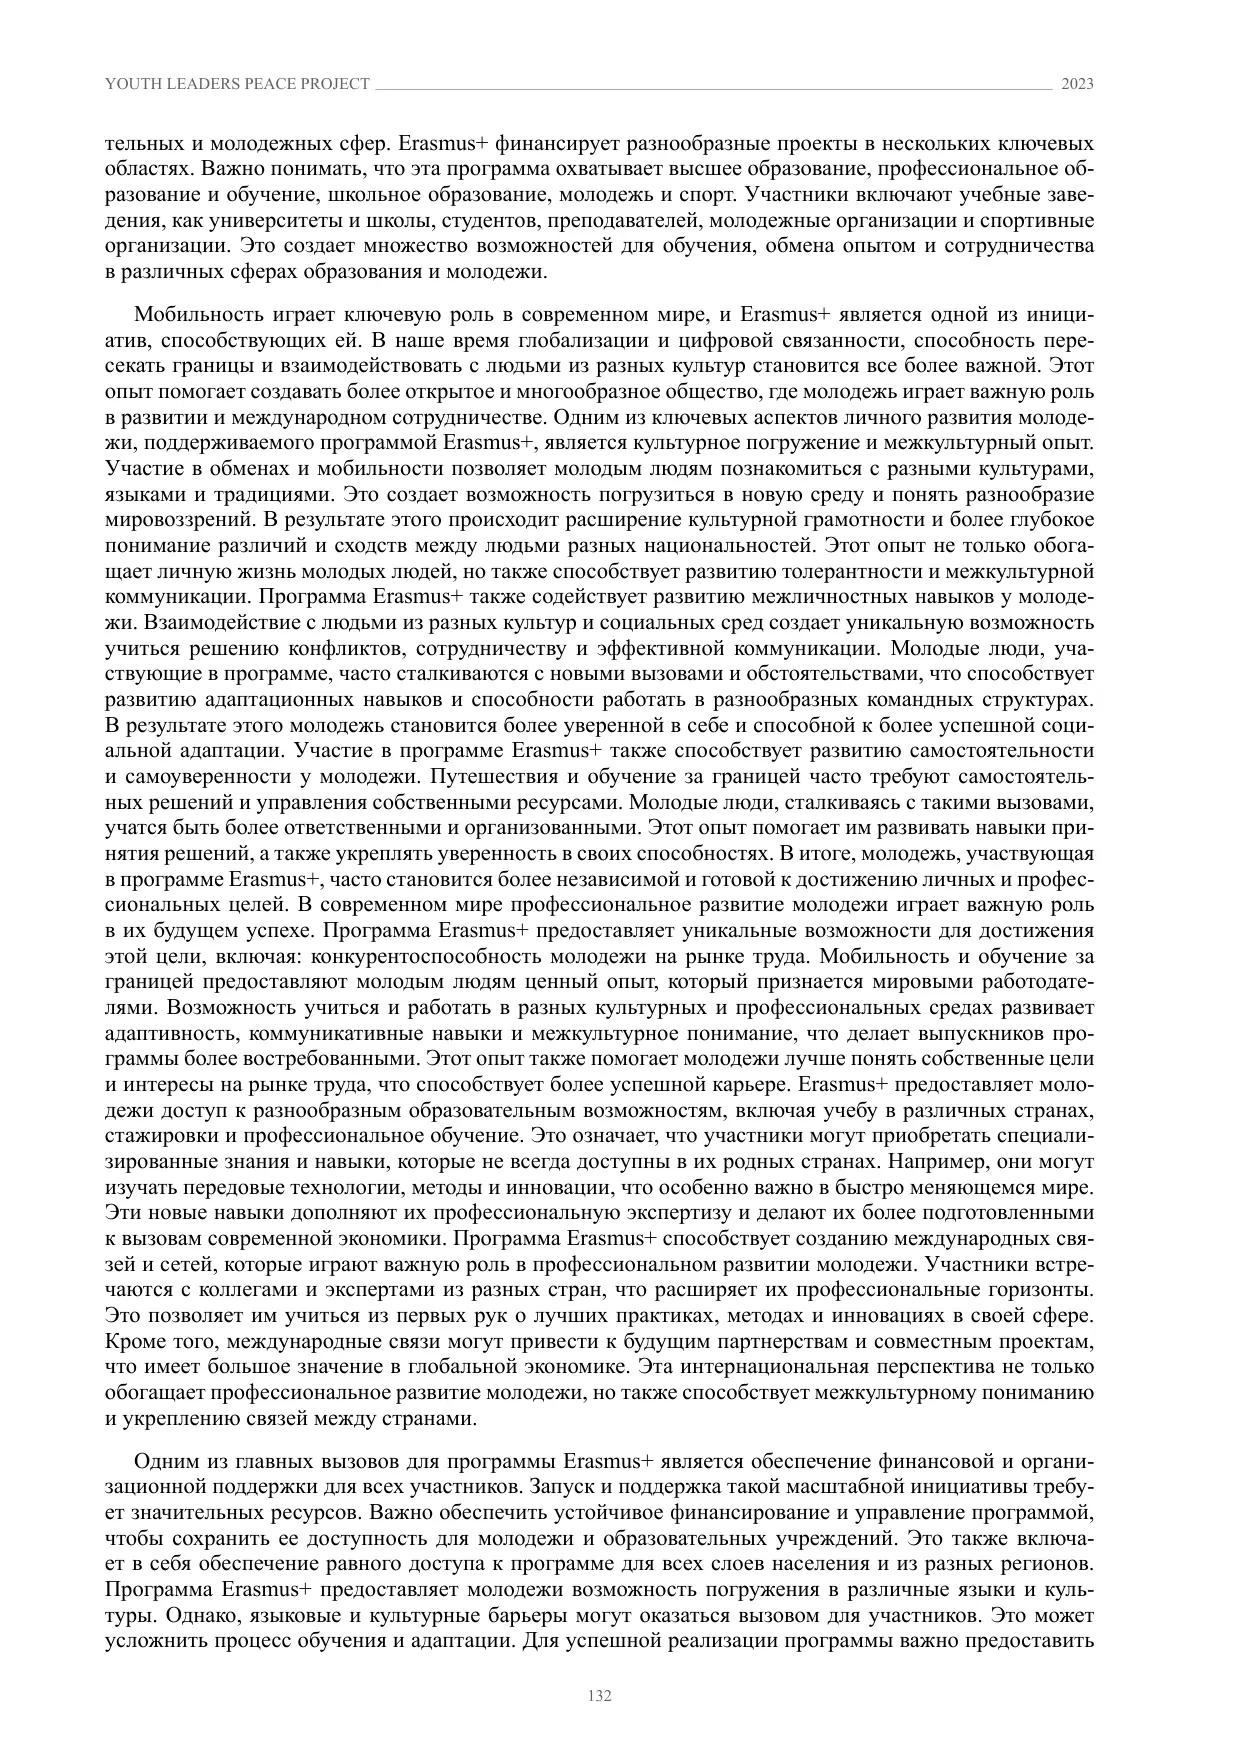 YOUTH LEADERS PEACE PROJECT 2023
тельных и молодежных сфер. Erasmus+ финансирует разнообразные проекты в нескольких ключевых
областях. Важно понимать, что эта программа охватывает высшее образование, профессиональное об-
разование и обучение, школьное образование, молодежь и спорт. Участники включают учебные заве-
дения, как университеты и школы, студентов, преподавателей, молодежные организации и спортивные
организации. Это создает множество возможностей для обучения, обмена опытом и сотрудничества
в различных сферах образования и молодежи.
Мобильность играет ключевую роль в современном мире, и Erasmus+ является одной из иници-
атив, способствующих ей. В наше время глобализации и цифровой связанности, способность пере-
секать границы и взаимодействовать с людьми из разных культур становится все более важной. Этот
опыт помогает создавать более открытое и многообразное общество, где молодежь играет важную роль
в развитии и международном сотрудничестве. Одним из ключевых аспектов личного развития молоде-
жи, поддерживаемого программой Erasmus+, является культурное погружение и межкультурный опыт.
Участие в обменах и мобильности позволяет молодым людям познакомиться с разными культурами,
языками и традициями. Это создает возможность погрузиться в новую среду и понять разнообразие
мировоззрений. В результате этого происходит расширение культурной грамотности и более глубокое
понимание различий и сходств между людьми разных национальностей. Этот опыт не только обога-
щает личную жизнь молодых людей, но также способствует развитию толерантности и межкультурной
коммуникации. Программа Erasmus+ также содействует развитию межличностных навыков у молоде-
жи. Взаимодействие с людьми из разных культур и социальных сред создает уникальную возможность
учиться решению конфликтов, сотрудничеству и эффективной коммуникации. Молодые люди, уча-
ствующие в программе, часто сталкиваются с новыми вызовами и обстоятельствами, что способствует
развитию адаптационных навыков и способности работать в разнообразных командных структурах.
В результате этого молодежь становится более уверенной в себе и способной к более успешной соци-
альной адаптации. Участие в программе Erasmus+ также способствует развитию самостоятельности
и самоуверенности у молодежи. Путешествия и обучение за границей часто требуют самостоятель-
ных решений и управления собственными ресурсами. Молодые люди, сталкиваясь с такими вызовами,
учатся быть более ответственными и организованными. Этот опыт помогает им развивать навыки при-
нятия решений, а также укреплять уверенность в своих способностях. В итоге, молодежь, участвующая
в программе Erasmus+, часто становится более независимой и готовой к достижению личных и профес-
сиональных целей. В современном мире профессиональное развитие молодежи играет важную роль
в их будущем успехе. Программа Erasmus+ предоставляет уникальные возможности для достижения
этой цели, включая: конкурентоспособность молодежи на рынке труда. Мобильность и обучение за
границей предоставляют молодым людям ценный опыт, который признается мировыми работодате-
лями. Возможность учиться и работать в разных культурных и профессиональных средах развивает
адаптивность, коммуникативные навыки и межкультурное понимание, что делает выпускников про-
граммы более востребованными. Этот опыт также помогает молодежи лучше понять собственные цели
и интересы на рынке труда, что способствует более успешной карьере. Erasmus+ предоставляет моло-
дежи доступ к разнообразным образовательным возможностям, включая учебу в различных странах,
стажировки и профессиональное обучение. Это означает, что участники могут приобретать специали-
зированные знания и навыки, которые не всегда доступны в их родных странах. Например, они могут
изучать передовые технологии, методы и инновации, что особенно важно в быстро меняющемся мире.
Эти новые навыки дополняют их профессиональную экспертизу и делают их более подготовленными
к вызовам современной экономики. Программа Erasmus+ способствует созданию международных свя-
зей и сетей, которые играют важную роль в профессиональном развитии молодежи. Участники встре-
чаются с коллегами и экспертами из разных стран, что расширяет их профессиональные горизонты.
Это позволяет им учиться из первых рук о лучших практиках, методах и инновациях в своей сфере.
Кроме того, международные связи могут привести к будущим партнерствам и совместным проектам,
что имеет большое значение в глобальной экономике. Эта интернациональная перспектива не только
обогащает профессиональное развитие молодежи, но также способствует межкультурному пониманию
и укреплению связей между странами.
Одним из главных вызовов для программы Erasmus+ является обеспечение финансовой и органи-
зационной поддержки для всех участников. Запуск и поддержка такой масштабной инициативы требу-
ет значительных ресурсов. Важно обеспечить устойчивое финансирование и управление программой,
чтобы сохранить ее доступность для молодежи и образовательных учреждений. Это также включа-
ет в себя обеспечение равного доступа к программе для всех слоев населения и из разных регионов.
Программа Erasmus+ предоставляет молодежи возможность погружения в различные языки и куль-
туры. Однако, языковые и культурные барьеры могут оказаться вызовом для участников. Это может
усложнить процесс обучения и адаптации. Для успешной реализации программы важно предоставить
132